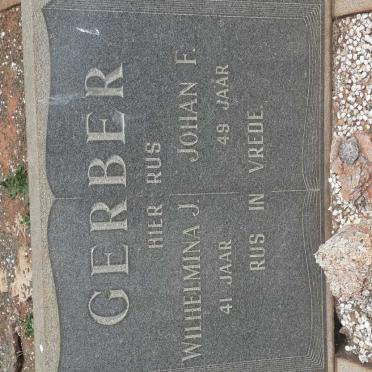 GERBER
HIER RUS
WILHELMINA J. JOHAN F.
41 JAAR 49 JAAR
RUS IN VREDE.